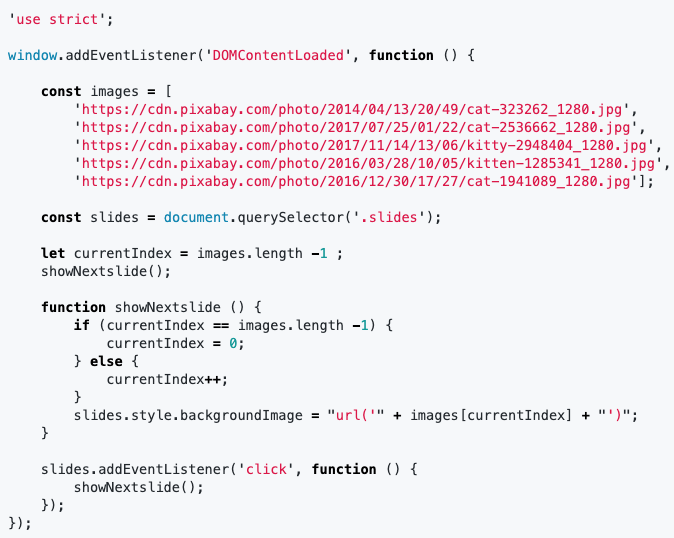 'use strict';
window.addEventListener('DOMContentLoaded', function () {
    const images = [
        'https://cdn.pixabay.com/photo/2014/04/13/20/49/cat-323262_1280.jpg',
        'https://cdn.pixabay.com/photo/2017/07/25/01/22/cat-2536662_1280.jpg',
        'https://cdn.pixabay.com/photo/2017/11/14/13/06/kitty-2948404_1280.jpg',
        'https://cdn.pixabay.com/photo/2016/03/28/10/05/kitten-1285341_1280.jpg',
        'https://cdn.pixabay.com/photo/2016/12/30/17/27/cat-1941089_1280.jpg'];
    const slides = document.querySelector('.slides');
    let currentIndex = images.length -1 ;
    showNextslide();
    function showNextslide () {
        if (currentIndex == images.length -1) {
            currentIndex = 0;
        } else {
            currentIndex++;
        }
        slides.style.backgroundImage = "url('" + images[currentIndex] + "')";
    }
    slides.addEventListener('click', function () {
        showNextslide();
    });
});